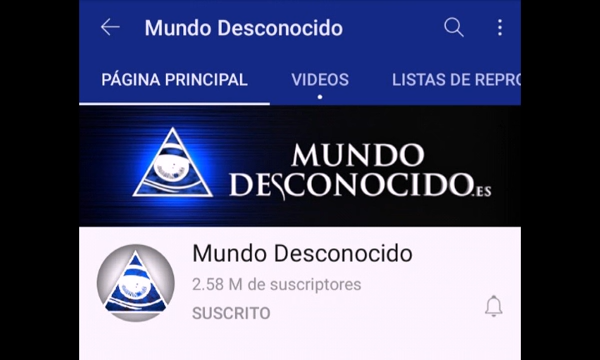 Mundo Desconocido
PÁGINA PRINCIPAL VIDEOS LISTAS DE REPRO
MUNDO
DESCONOCIDO.ES
Mundo Desconocido
2.58 M de suscriptores
SUSCRITO